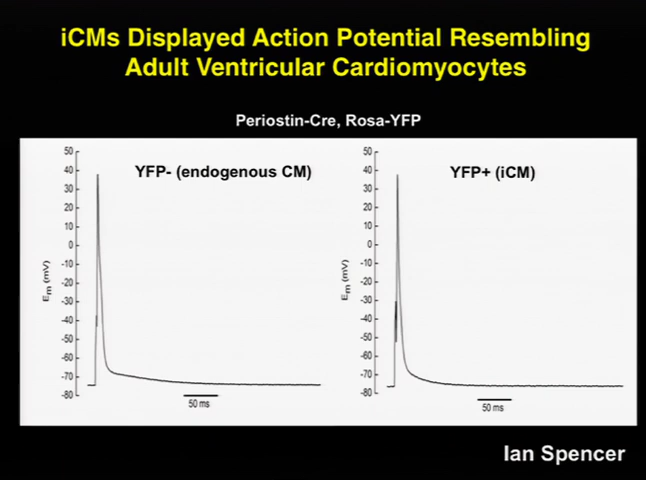 iCMs Displayed Action Potential Resembling
Adult Ventricular Cardiomyocytes
Periostin-Cre, Rosa-YFP
YFP- (endogenous CM)
50
40
30
20
10
0
-10
-20
-30
-40
-50
-60
-70
-80
Em (mV)
50 ms
YFP+ (iCM)
50
40
30
20
10
0
-10
-20
-30
-40
-50
-60
-70
-80
Em (mV)
50 ms
Ian Spencer